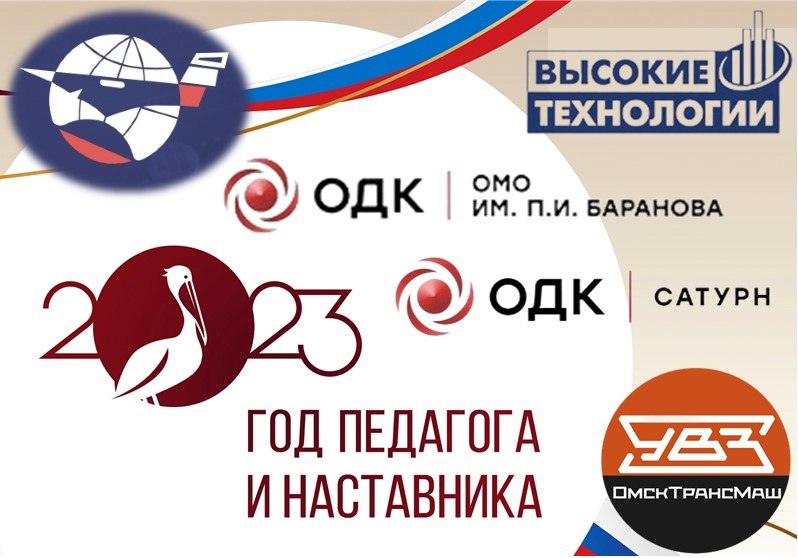 ВЫСОКИЕ
ТЕХНОЛОГИИ
ОДК | ОМО
ИМ. П.И. БАРАНОВА
2023
ОДК | САТУРН
ГОД ПЕДАГОГА
И НАСТАВНИКА
УВЗ
ОмскТрансМаш